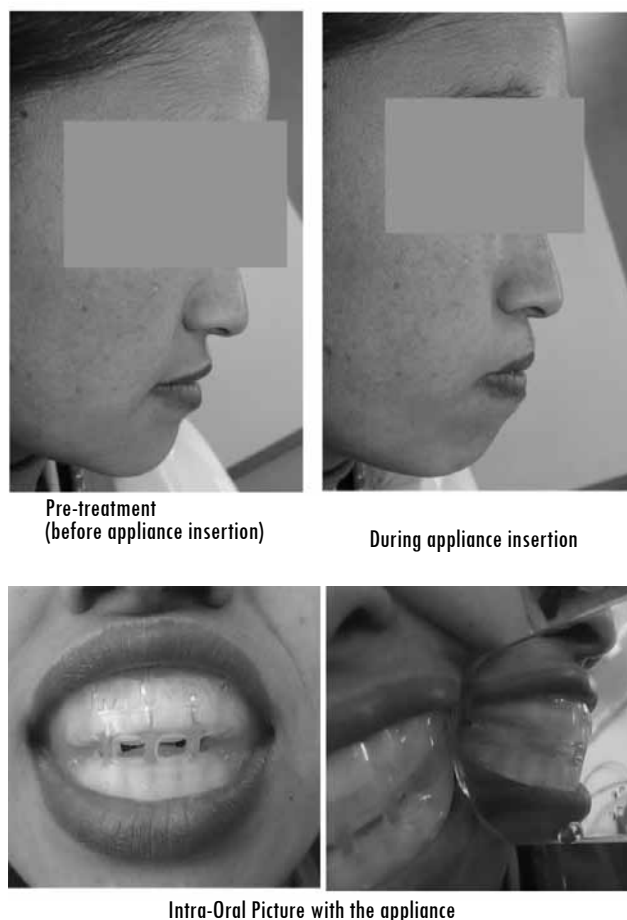 Pre-treatment
(before appliance insertion)
During appliance insertion
Intra-Oral Picture with the appliance